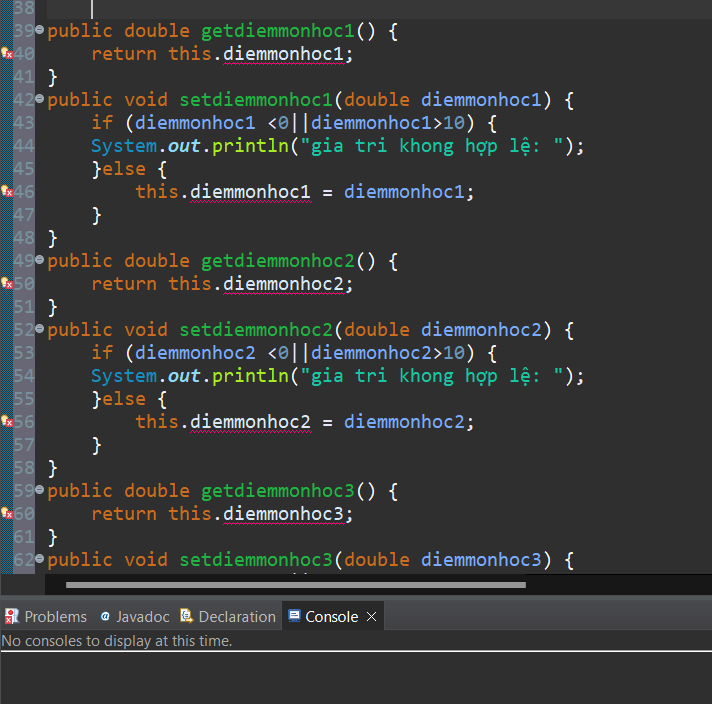 38
39 public double getdiemmonhoc1() {
40 return this.diemmonhoc1;
41 }
42 public void setdiemmonhoc1(double diemmonhoc1) {
43 if (diemmonhoc1 <0||diemmonhoc1>10) {
44 System.out.println("gia tri khong hợp lệ: ");
45 }else {
46 this.diemmonhoc1 = diemmonhoc1;
47 }
48 }
49 public double getdiemmonhoc2() {
50 return this.diemmonhoc2;
51 }
52 public void setdiemmonhoc2(double diemmonhoc2) {
53 if (diemmonhoc2 <0||diemmonhoc2>10) {
54 System.out.println("gia tri khong hợp lệ: ");
55 }else {
56 this.diemmonhoc2 = diemmonhoc2;
57 }
58 }
59 public double getdiemmonhoc3() {
60 return this.diemmonhoc3;
61 }
62 public void setdiemmonhoc3(double diemmonhoc3) {
Problems @ Javadoc Declaration Console
No consoles to display at this time.